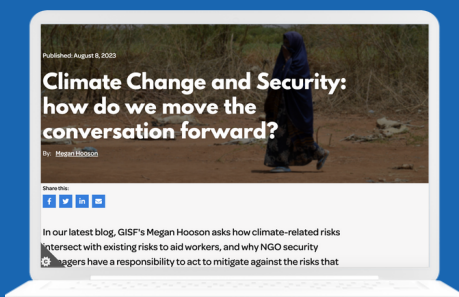 Published: August 8, 2023
Climate Change and Security:
how do we move the
conversation forward?
By: Megan Hooson
Share this:
In our latest blog, GISF's Megan Hooson asks how climate-related risks
intersect with existing risks to aid workers, and why NGO security
managers have a responsibility to act to mitigate against the risks that